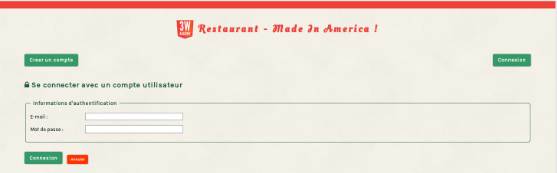 3W
ACADEMY
Restaurant - Made In America !
Créer un compte
Connexion
Se connecter avec un compte utilisateur
Informations d'authentification
E-mail :
Mot de passe :
Connexion
Annuler